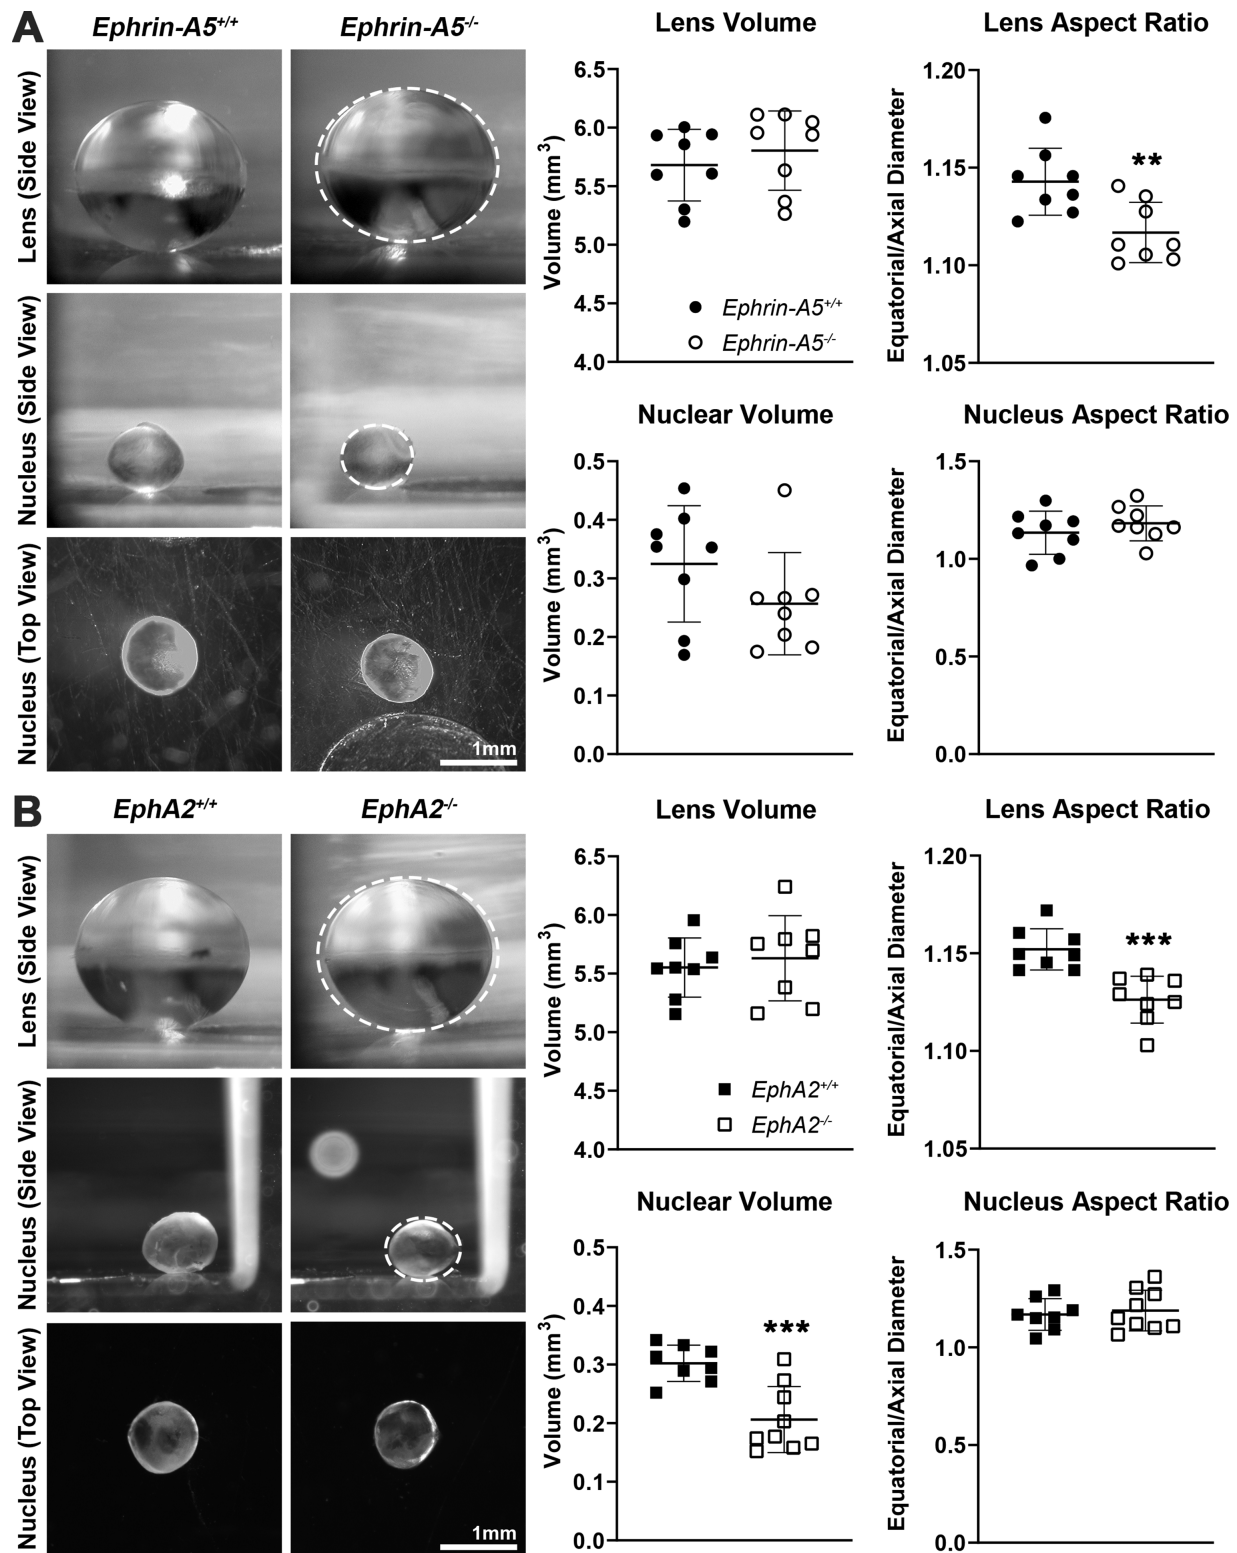 A
Ephrin-A5+/+
Ephrin-A5-/-
Lens (Side View)
Nucleus (Side View)
Nucleus (Top View)
1mm
Lens Volume
Volume (mm3)
6.5
6.0
5.5
5.0
4.5
4.0
Ephrin-A5+/+
Ephrin-A5-/-
Lens Aspect Ratio
Equatorial/Axial Diameter
1.20
1.15
1.10
1.05
**
Nuclear Volume
Volume (mm3)
0.5
0.4
0.3
0.2
0.1
0.0
Nucleus Aspect Ratio
Equatorial/Axial Diameter
1.5
1.0
0.5
0.0
B
EphA2+/+
EphA2-/-
Lens (Side View)
Nucleus (Side View)
Nucleus (Top View)
1mm
Lens Volume
Volume (mm3)
6.5
6.0
5.5
5.0
4.5
4.0
EphA2+/+
EphA2-/-
Lens Aspect Ratio
Equatorial/Axial Diameter
1.20
1.15
1.10
1.05
***
Nuclear Volume
Volume (mm3)
0.5
0.4
0.3
0.2
0.1
0.0
***
Nucleus Aspect Ratio
Equatorial/Axial Diameter
1.5
1.0
0.5
0.0